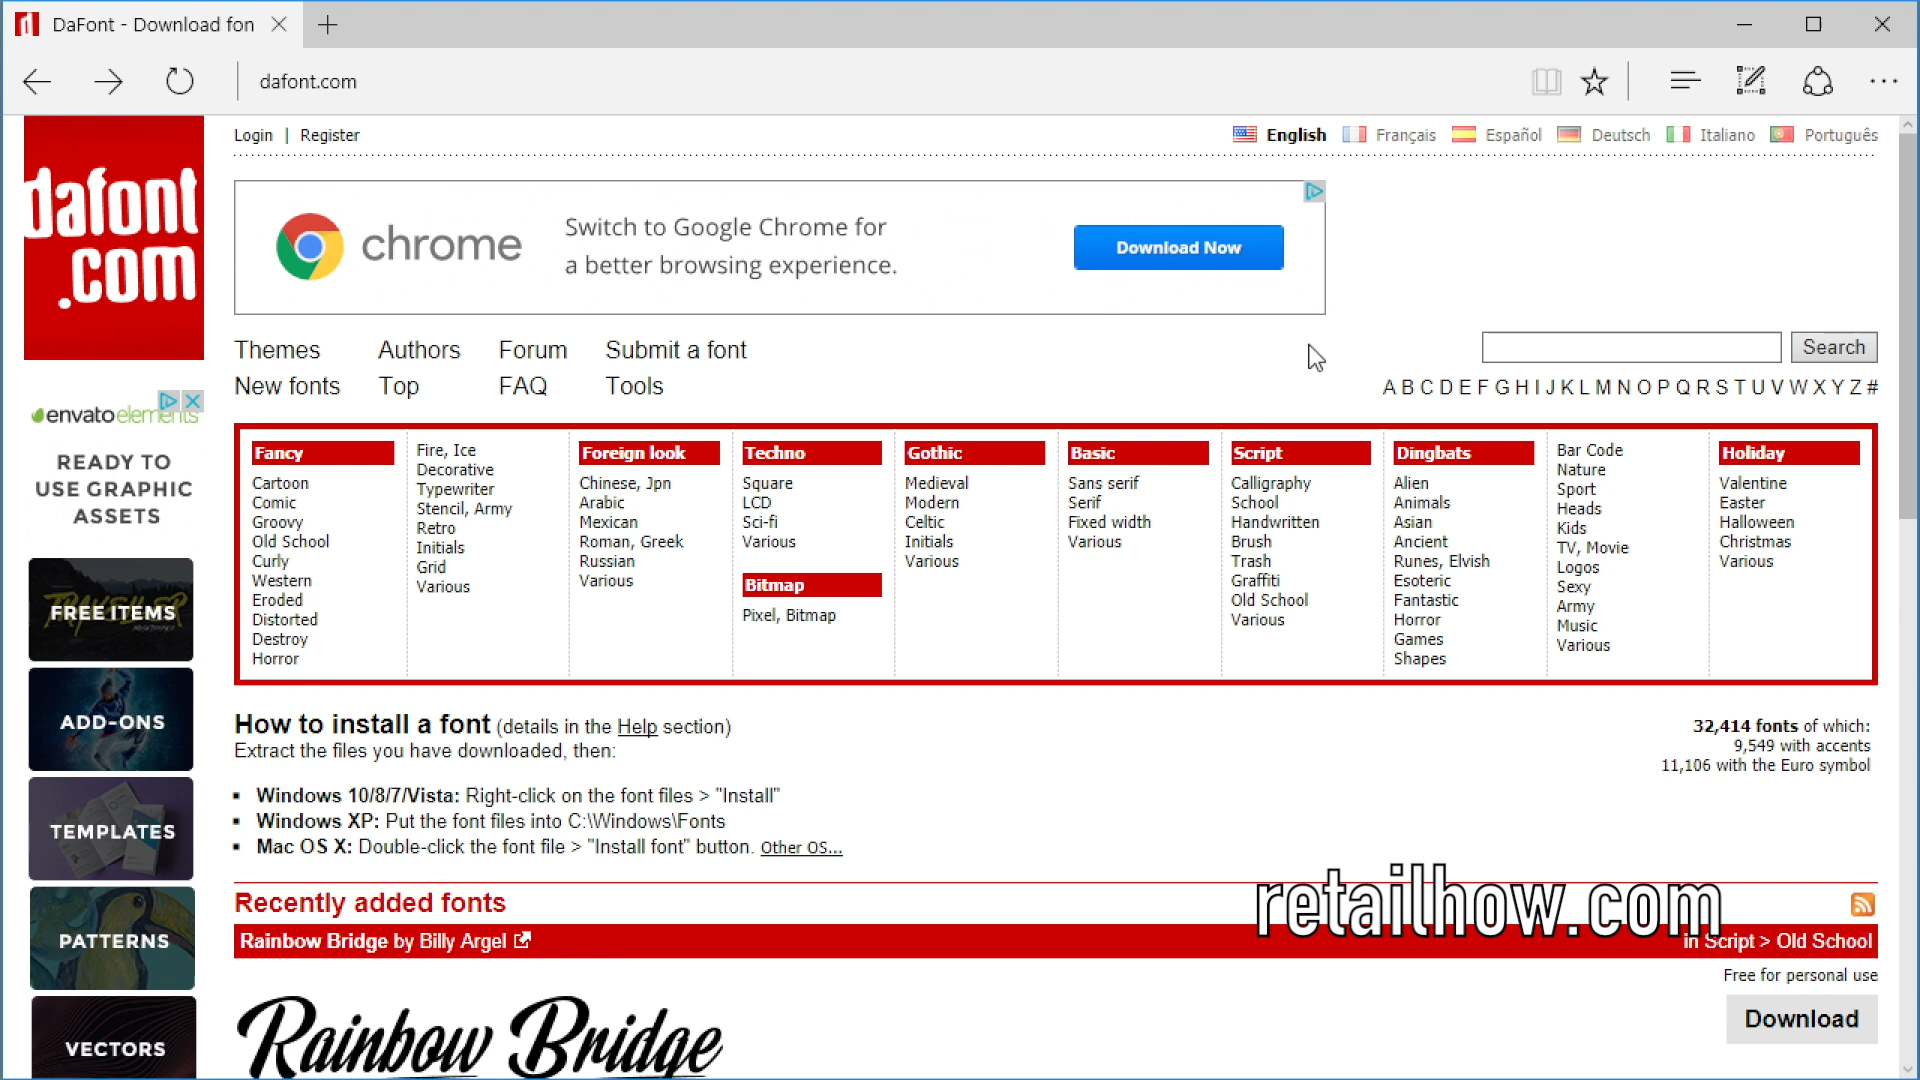 DaFont - Download fon
dafont.com
dafont
.com
Login | Register
English Français Español Deutsch Italiano Português
chrome
Switch to Google Chrome for
a better browsing experience.
Download Now
Themes Authors Forum Submit a font
New fonts Top FAQ Tools
Search
A B C D E F G H I J K L M N O P Q R S T U V W X Y Z #
envatoelements
READY TO
USE GRAPHIC
ASSETS
FREE ITEMS
ADD-ONS
TEMPLATES
PATTERNS
VECTORS
Fancy
Cartoon
Comic
Groovy
Old School
Curly
Western
Eroded
Distorted
Destroy
Horror
Fire, Ice
Decorative
Typewriter
Stencil, Army
Retro
Initials
Grid
Various
Foreign look
Chinese, Jpn
Arabic
Mexican
Roman, Greek
Russian
Various
Techno
Square
LCD
Sci-fi
Various
Bitmap
Pixel, Bitmap
Gothic
Medieval
Modern
Celtic
Initials
Various
Basic
Sans serif
Serif
Fixed width
Various
Script
Calligraphy
School
Handwritten
Brush
Trash
Graffiti
Old School
Various
Dingbats
Alien
Animals
Asian
Ancient
Runes, Elvish
Esoteric
Fantastic
Horror
Games
Shapes
Bar Code
Nature
Sport
Heads
Kids
TV, Movie
Logos
Sexy
Army
Music
Various
Holiday
Valentine
Easter
Halloween
Christmas
Various
How to install a font (details in the Help section)
Extract the files you have downloaded, then:
Windows 10/8/7/Vista: Right-click on the font files > "Install"
Windows XP: Put the font files into C:\Windows\Fonts
Mac OS X: Double-click the font file > "Install font" button. Other OS...
32,414 fonts of which:
9,549 with accents
11,106 with the Euro symbol
retailhow.com
Recently added fonts
Rainbow Bridge by Billy Argel
in Script > Old School
Free for personal use
Download
Rainbow Bridge